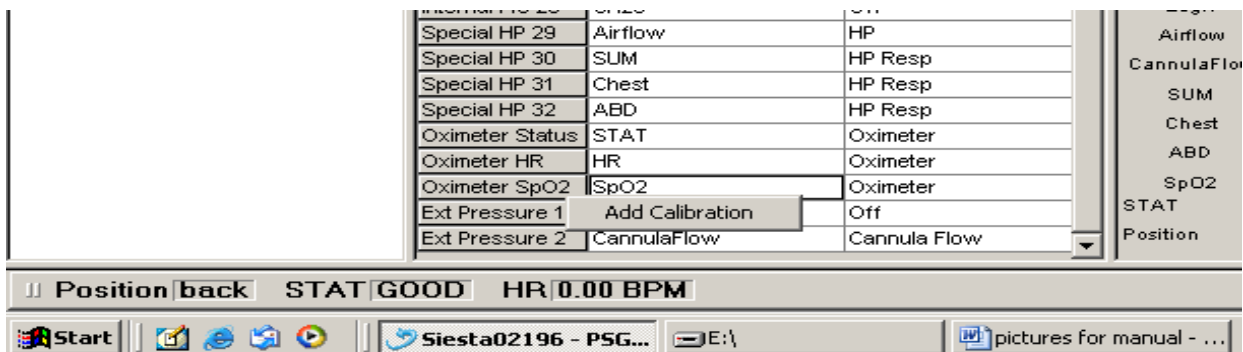 Special HP 29 Airflow HP
Special HP 30 SUM HP Resp
Special HP 31 Chest HP Resp
Special HP 32 ABD HP Resp
Oximeter Status STAT Oximeter
Oximeter HR HR Oximeter
Oximeter SpO2 SpO2 Oximeter
Ext Pressure 1 Add Calibration Off
Ext Pressure 2 CannulaFlow Cannula Flow
Airflow
CannulaFlo
SUM
Chest
ABD
SpO2
STAT
Position
Position back STAT GOOD HR 0.00 BPM
Start Siesta02196 - PSG... E:\ pictures for manual - ...